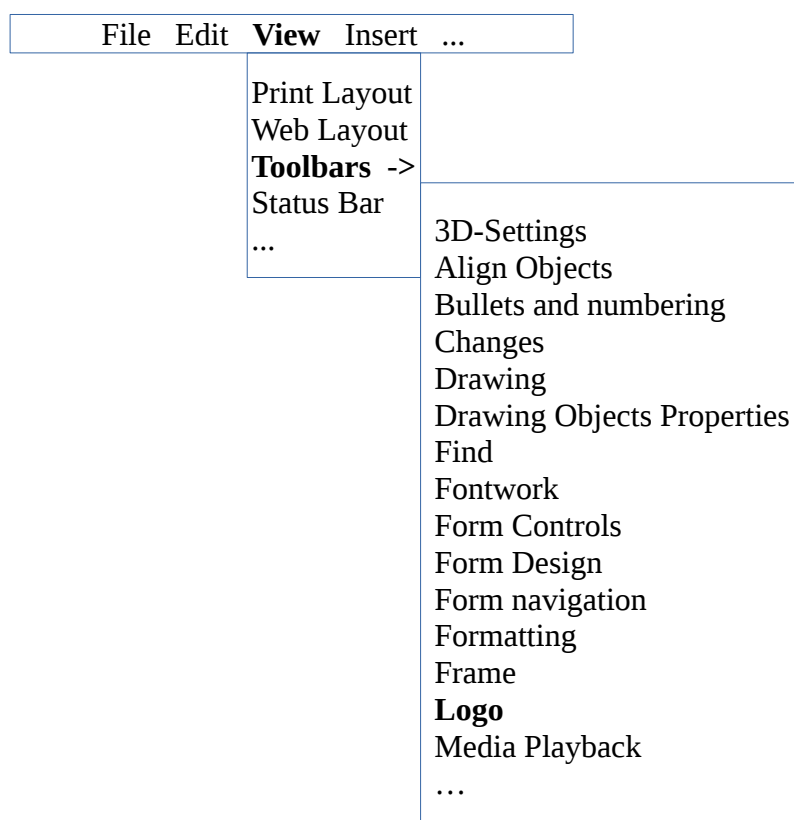 File Edit View Insert ...
Print Layout
Web Layout
Toolbars ->
Status Bar
...
3D-Settings
Align Objects
Bullets and numbering
Changes
Drawing
Drawing Objects Properties
Find
Fontwork
Form Controls
Form Design
Form navigation
Formatting
Frame
Logo
Media Playback
…